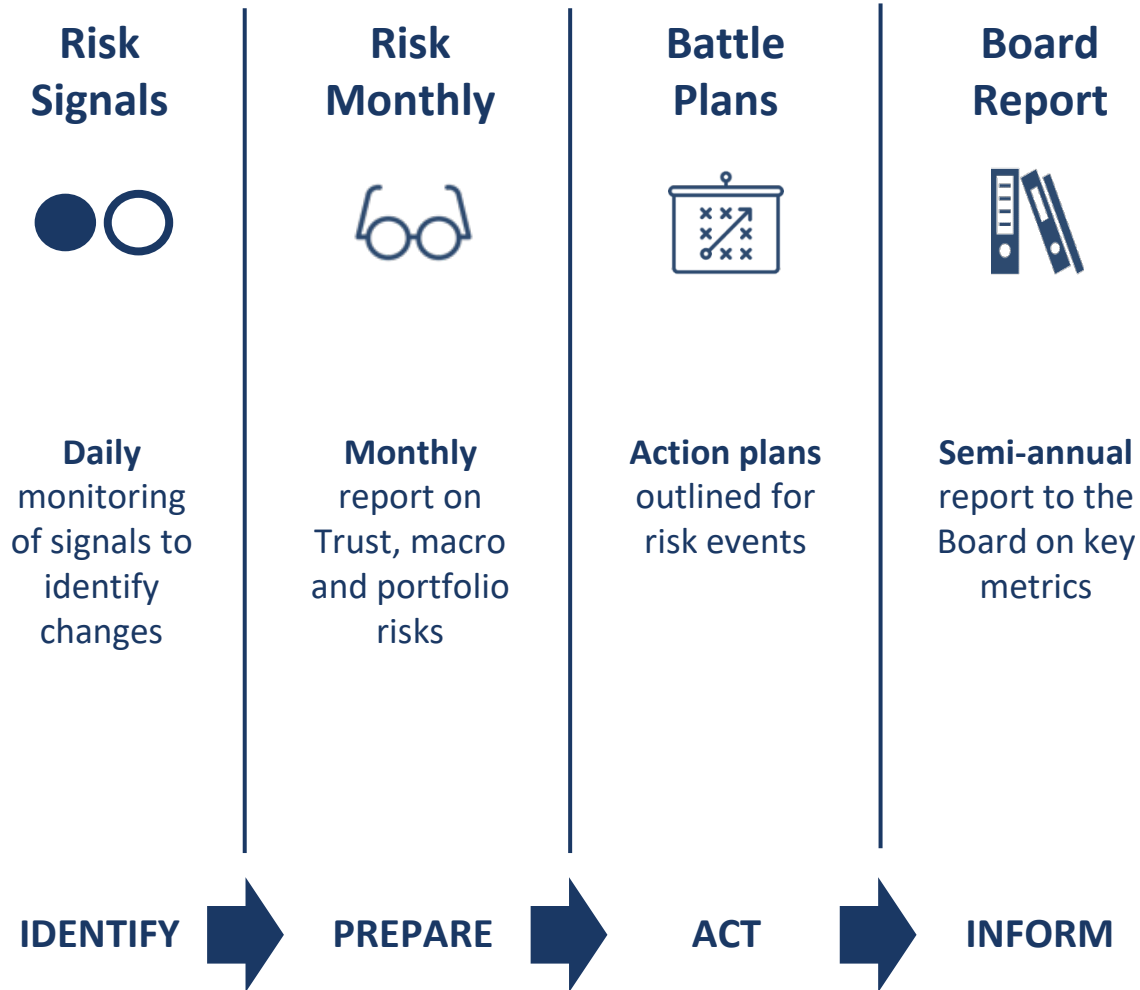 Risk
Signals
Daily
monitoring
of signals to
identify
changes
IDENTIFY
Risk
Monthly
Monthly
report on
Trust, macro
and portfolio
risks
PREPARE
Battle
Plans
Action plans
outlined for
risk events
ACT
Board
Report
Semi-annual
report to the
Board on key
metrics
INFORM